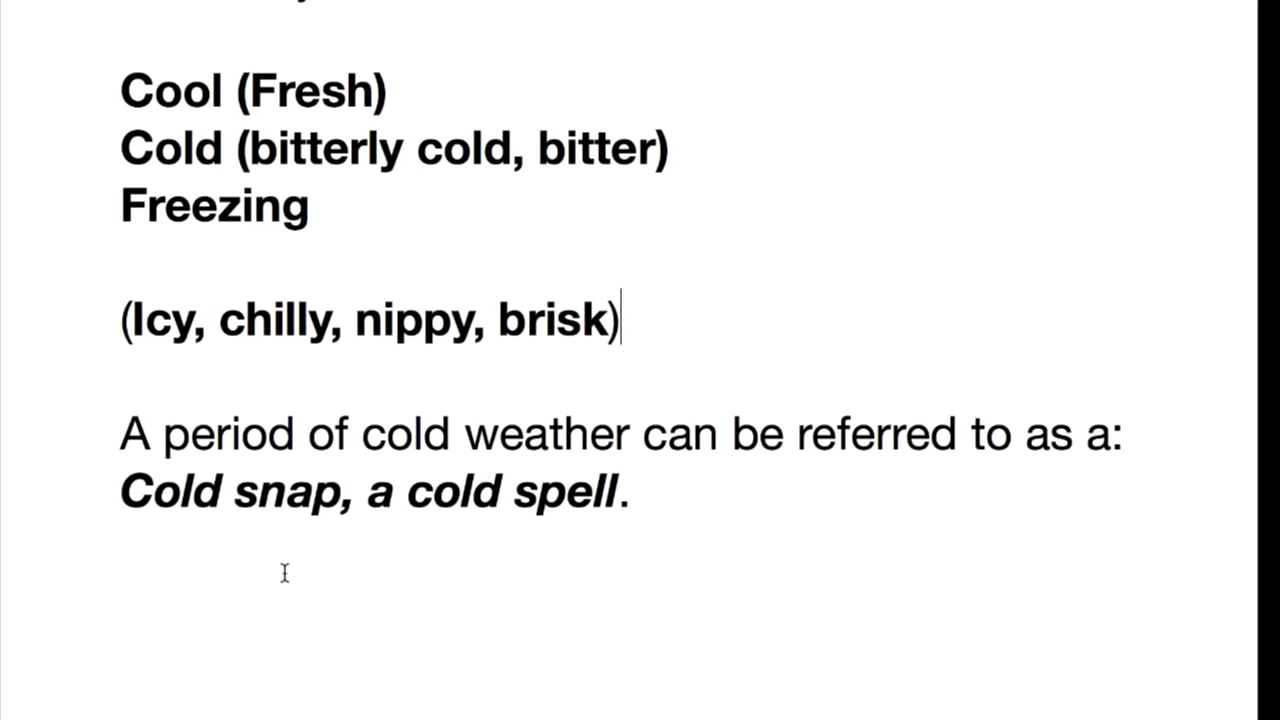 Cool (Fresh)
Cold (bitterly cold, bitter)
Freezing
(Icy, chilly, nippy, brisk)
A period of cold weather can be referred to as a:
Cold snap, a cold spell.